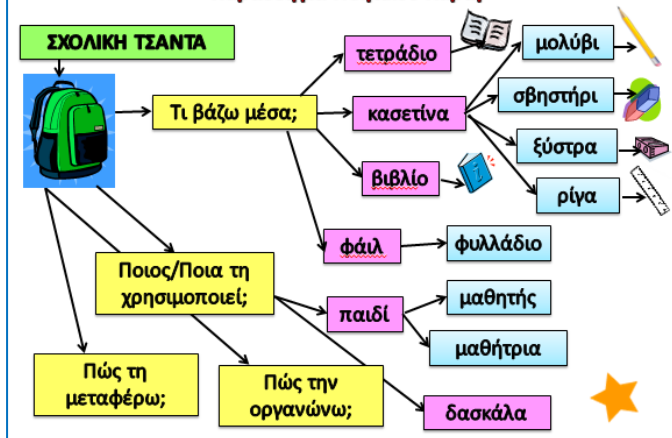 ΣΧΟΛΙΚΗ ΤΣΑΝΤΑ
Τι βάζω μέσα;
τετράδιο
κασετίνα
βιβλίο
φάιλ
μολύβι
σβηστήρι
ξύστρα
ρίγα
φυλλάδιο
Ποιος/Ποια τη
χρησιμοποιεί;
παιδί
μαθητής
μαθήτρια
Πώς τη
μεταφέρω;
Πώς την
οργανώνω;
δασκάλα